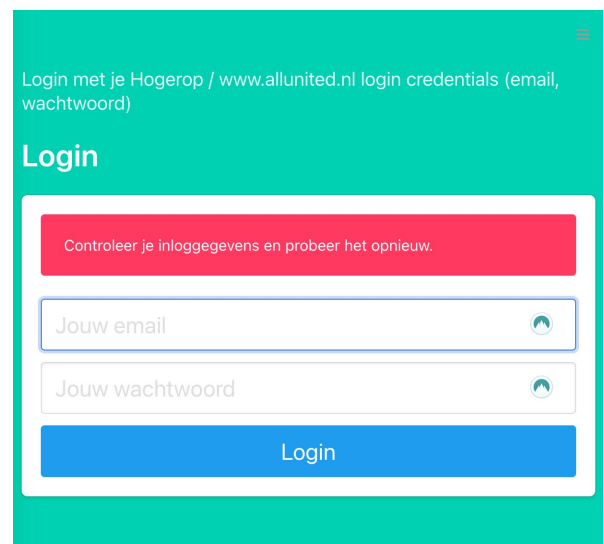 Login met je Hogerop / www.allunited.nl login credentials (email,
wachtwoord)
Login
Controleer je inloggegevens en probeer het opnieuw.
Jouw email
Jouw wachtwoord
Login